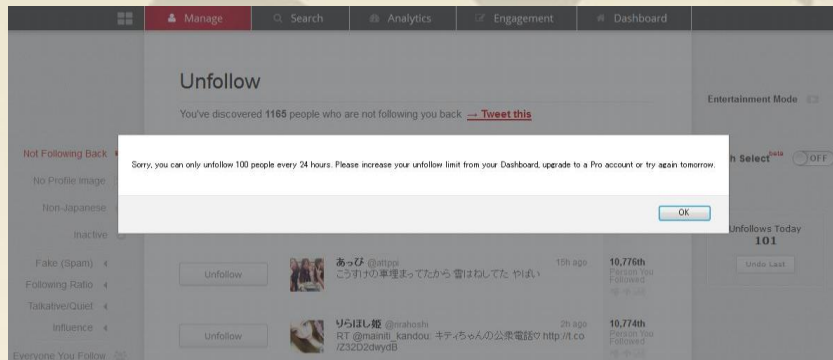 Manage
Search
Analytics
Engagement
Dashboard
Unfollow
You've discovered 1165 people who are not following you back → Tweet this
Entertainment Mode
Not Following Back
Sorry, you can only unfollow 100 people every 24 hours. Please increase your unfollow limit from your Dashboard, upgrade to a Pro account or try again tomorrow.
h Select beta OFF
No Profile Image
Non-Japanese
OK
Inactive
Unfollows Today
101
Undo Last
Fake (Spam)
Following Ratio
Talkative/Quiet
Influence
Everyone You Follow
Unfollow
あっぴ @attppi 15h ago
こうすけの車埋まってたから 雪はねしてた やばい
10,776th
Person You
Followed
Unfollow
りらほし姫 2h ago
RT @mainiti_kandou: キティちゃんの公衆電話♡ http://t.co
/Z32D2dwydB
10,774th
Person You
Followed